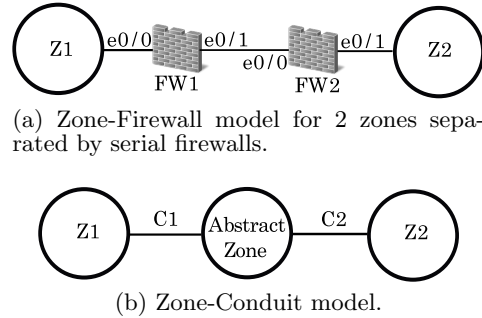 Z1
e0/0
e0/1
e0/0
e0/1
Z2
FW1
FW2
(a) Zone-Firewall model for 2 zones sepa-
rated by serial firewalls.
Z1
C1
Abstract
Zone
C2
Z2
(b) Zone-Conduit model.